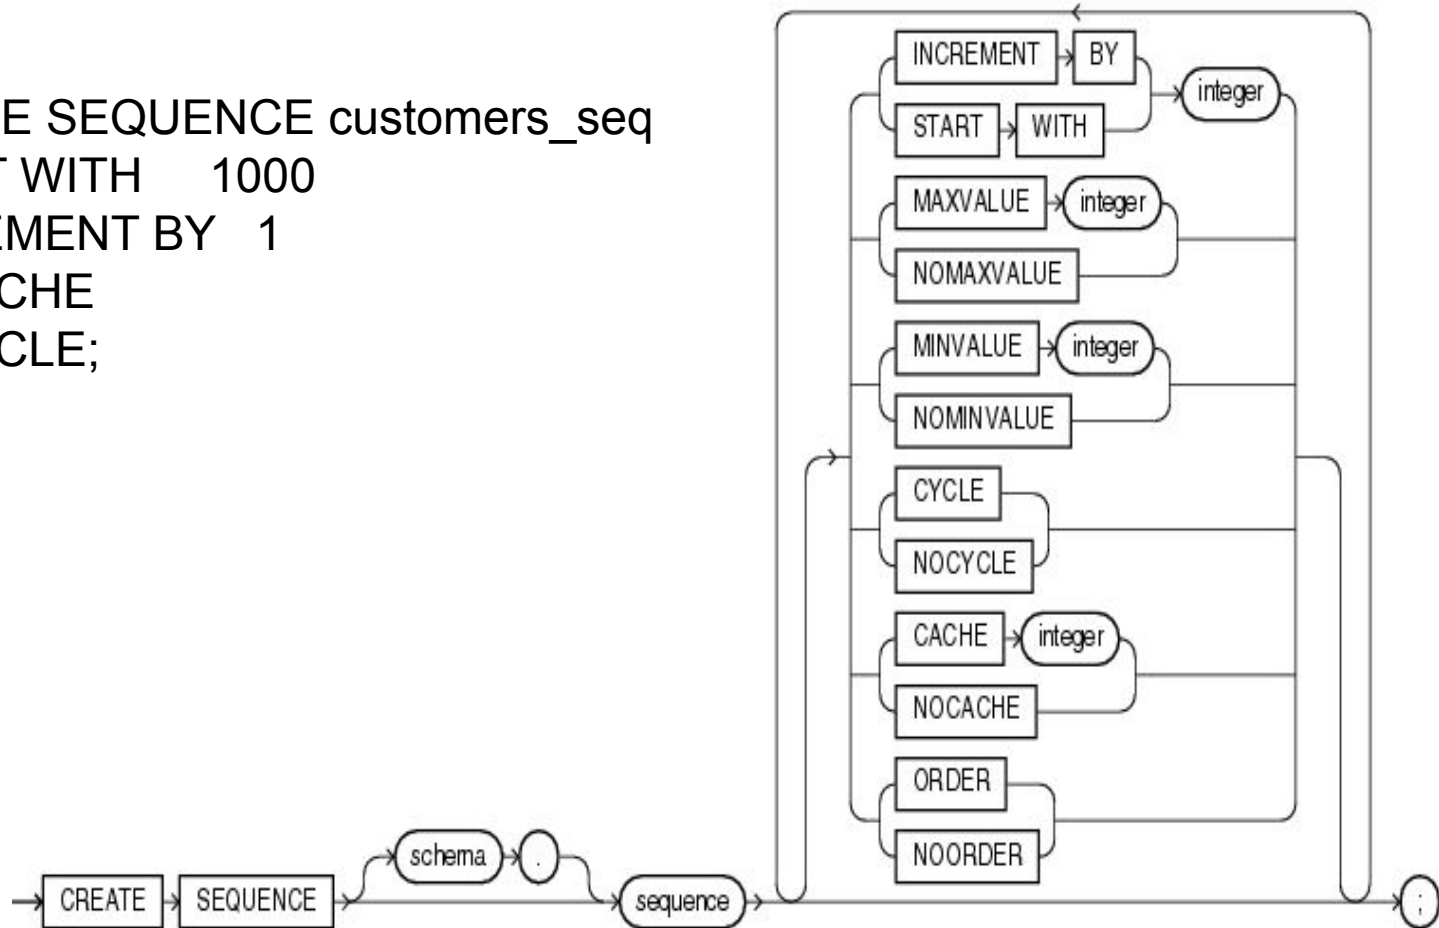 E SEQUENCE customers_seq
T WITH 1000
EMENT BY 1
CHE
CLE;
INCREMENT BY
integer
START WITH
MAXVALUE integer
NOMAXVALUE
MINVALUE integer
NOMINVALUE
CYCLE
NOCYCLE
CACHE integer
NOCACHE
ORDER
NOORDER
schema .
CREATE SEQUENCE sequence ;